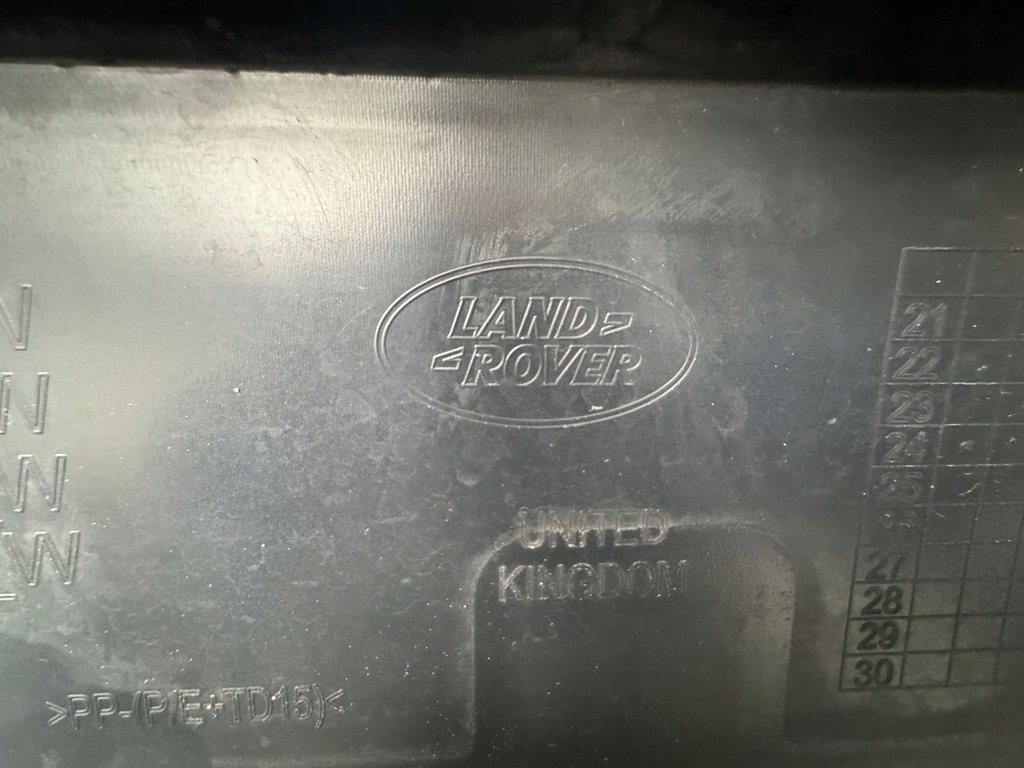 LAND
ROVER
UNITED
KINGDOM
>PP-(P/E+TD15)<
21
22
23
24
25
27
28
29
30